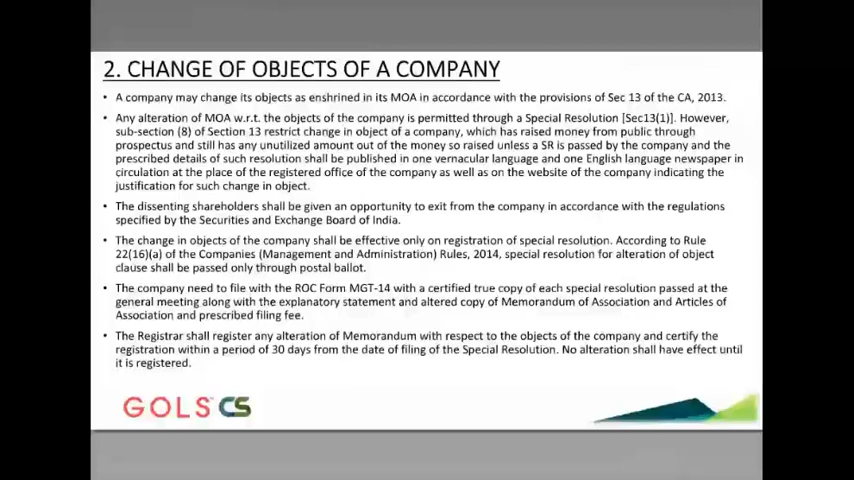 2. CHANGE OF OBJECTS OF A COMPANY
• A company may change its objects as enshrined in its MOA in accordance with the provisions of Sec 13 of the CA, 2013.
• Any alteration of MOA w.r.t. the objects of the company is permitted through a Special Resolution [Sec13(1)]. However,
sub-section (8) of Section 13 restrict change in object of a company, which has raised money from public through
prospectus and still has any unutilized amount out of the money so raised unless a SR is passed by the company and the
prescribed details of such resolution shall be published in one vernacular language and one English language newspaper in
circulation at the place of the registered office of the company as well as on the website of the company indicating the
justification for such change in object.
• The dissenting shareholders shall be given an opportunity to exit from the company in accordance with the regulations
specified by the Securities and Exchange Board of India.
• The change in objects of the company shall be effective only on registration of special resolution. According to Rule
22(16)(a) of the Companies (Management and Administration) Rules, 2014, special resolution for alteration of object
clause shall be passed only through postal ballot.
• The company need to file with the ROC Form MGT-14 with a certified true copy of each special resolution passed at the
general meeting along with the explanatory statement and altered copy of Memorandum of Association and Articles of
Association and prescribed filing fee.
• The Registrar shall register any alteration of Memorandum with respect to the objects of the company and certify the
registration within a period of 30 days from the date of filing of the Special Resolution. No alteration shall have effect until
it is registered.
GOLS CS